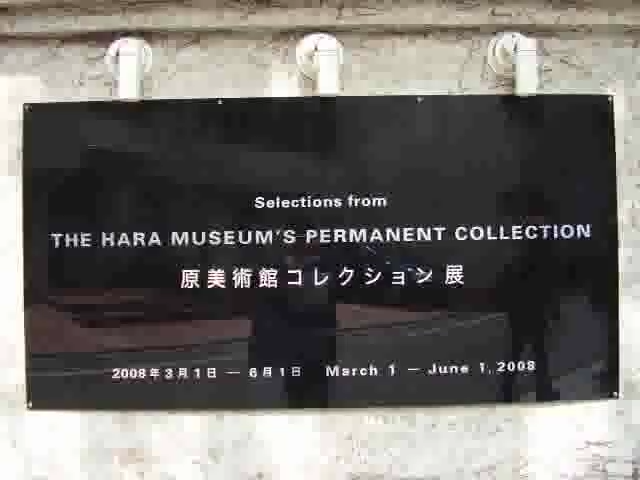 Selections from
THE HARA MUSEUM'S PERMANENT COLLECTION
原美術館コレクション 展
2008年3月1日 — 6月1日 March 1 — June 1, 2008